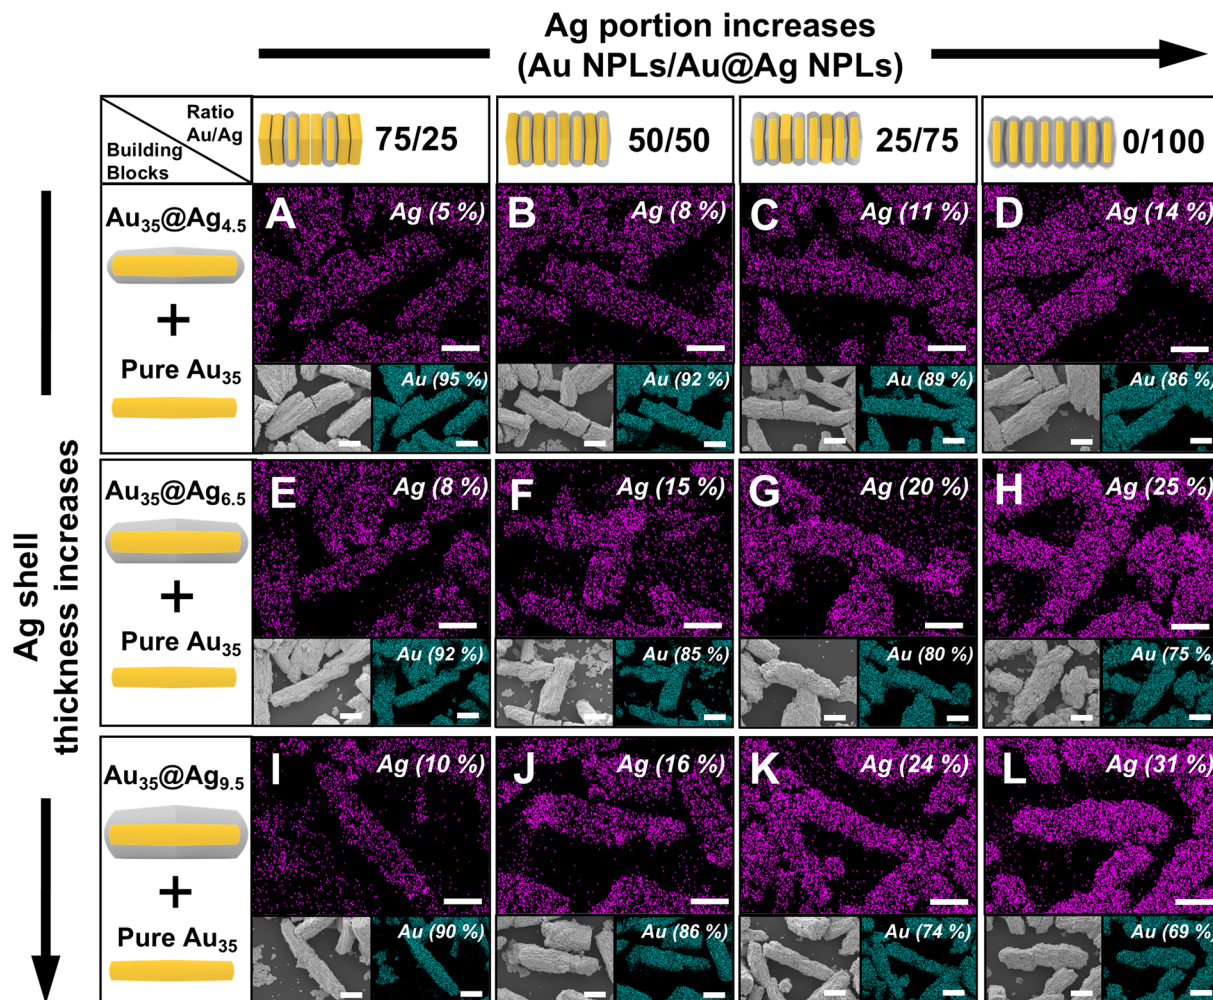 Ag portion increases
(Au NPLs/Au@Ag NPLs)
Ratio
Au/Ag
Building
Blocks
75/25
50/50
25/75
0/100
Ag shell
thickness increases
Au35@Ag4.5
+
Pure Au35
A
Ag (5 %)
Au (95 %)
B
Ag (8%)
Au (92 %)
C
Ag (11 %)
Au (89 %)
D
Ag (14 %)
Au (86 %)
Au35@Ag6.5
+
Pure Au35
E
Ag (8 %)
Au (92 %)
F
Ag (15 %)
Au (85 %)
G
Ag (20 %)
Au (80 %)
H
Ag (25 %)
Au (75 %)
Au35@Ag9.5
+
Pure Au35
I
Ag (10 %)
Au (90 %)
J
Ag (16 %)
Au (86 %)
K
Ag (24 %)
Au (74 %)
L
Ag (31 %)
Au (69 %)